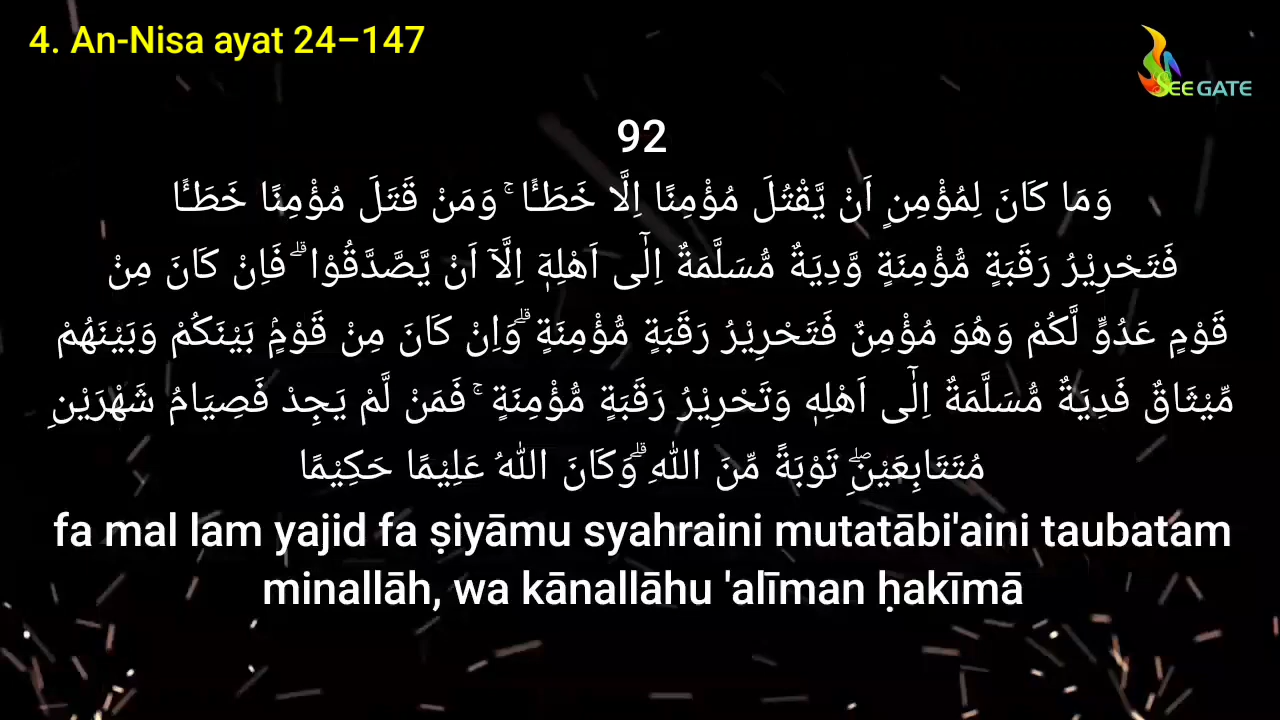 4. An-Nisa ayat 24–147
SEE GATE
92
وَمَا كَانَ لِمُؤْمِنٍ اَنْ يَّقْتُلَ مُؤْمِنًا اِلَّا خَطَـًٔا ۚ وَمَنْ قَتَلَ مُؤْمِنًا خَطَـًٔا
فَتَحْرِيْرُ رَقَبَةٍ مُّؤْمِنَةٍ وَّدِيَةٌ مُّسَلَّمَةٌ اِلٰٓى اَهْلِهٖٓ اِلَّآ اَنْ يَّصَّدَّقُوْا ۗ فَاِنْ كَانَ مِنْ
قَوْمٍ عَدُوٍّ لَّكُمْ وَهُوَ مُؤْمِنٌ فَتَحْرِيْرُ رَقَبَةٍ مُّؤْمِنَةٍ ۗوَاِنْ كَانَ مِنْ قَوْمٍۢ بَيْنَكُمْ وَبَيْنَهُمْ
مِّيْثَاقٌ فَدِيَةٌ مُّسَلَّمَةٌ اِلٰٓى اَهْلِهٖ وَتَحْرِيْرُ رَقَبَةٍ مُّؤْمِنَةٍ ۚ فَمَنْ لَّمْ يَجِدْ فَصِيَامُ شَهْرَيْنِ
مُتَتَابِعَيْنِۖ تَوْبَةً مِّنَ اللّٰهِ ۗوَكَانَ اللّٰهُ عَلِيْمًا حَكِيْمًا
fa mal lam yajid fa ṣiyāmu syahraini mutatābi'aini taubatam
minallāh, wa kānallāhu 'alīman ḥakīmā